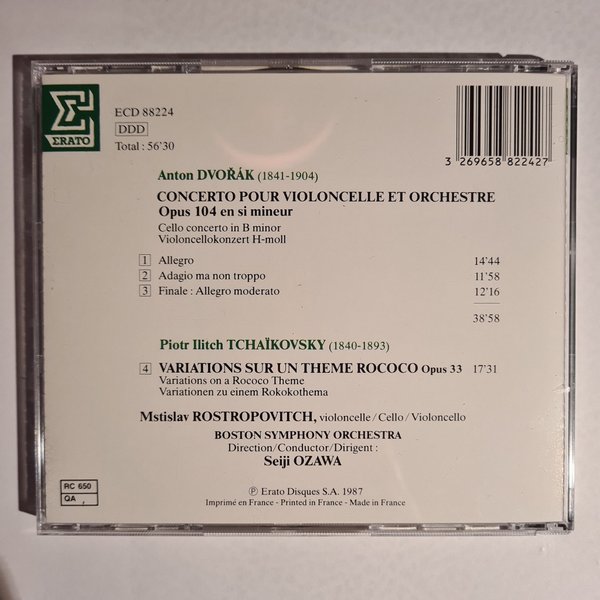 ERATO
ECD 88224
DDD
Total : 56'30
3 269658 822427
Anton DVOŘÁK (1841-1904)
CONCERTO POUR VIOLONCELLE ET ORCHESTRE
Opus 104 en si mineur
Cello concerto in B minor
Violoncellokonzert H-moll
1 Allegro 14'44
2 Adagio ma non troppo 11'58
3 Finale : Allegro moderato 12'16
38'58
Piotr Ilitch TCHAÏKOVSKY (1840-1893)
4 VARIATIONS SUR UN THEME ROCOCO Opus 33 17'31
Variations on a Rococo Theme
Variationen zu einem Rokokothema
Mstislav ROSTROPOVITCH, violoncelle/Cello/Violoncello
BOSTON SYMPHONY ORCHESTRA
Direction/Conductor/Dirigent :
Seiji OZAWA
RC 650
QA
℗ Erato Disques S.A. 1987
Imprimé en France - Printed in France - Made in France